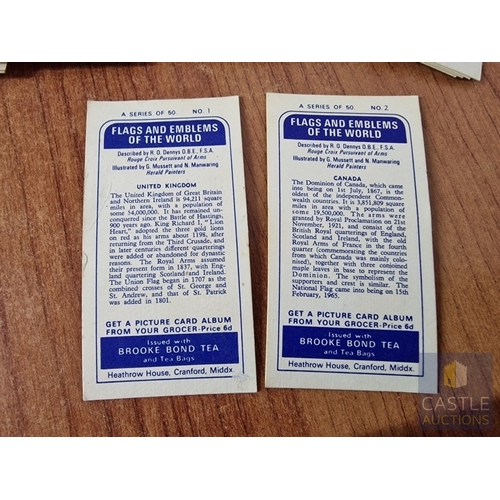 A SERIES OF 50. NO. 1
FLAGS AND EMBLEMS
OF THE WORLD
Described by R. O. Dennys O.B.E., F.S.A.
Rouge Croix Pursuivant of Arms
Illustrated by G. Mussett and N. Manwaring
Herald Painters
UNITED KINGDOM
The United Kingdom of Great Britain
and Northern Ireland is 94,211 square
miles in area, with a population of
some 54,000,000. It has remained un-
conquered since the Battle of Hastings,
900 years ago. King Richard I, "Lion
Heart," adopted the three gold lions
on red as his arms about 1198, after
returning from the Third Crusade, and
in later centuries different quarterings
were added or abandoned for dynastic
reasons. The Royal Arms assumed
their present form in 1837, with Eng-
land quartering Scotland/and Ireland.
The Union Flag began in 1707 as the
combined crosses of St. George and
St. Andrew, and that of St. Patrick
was added in 1801.
GET A PICTURE CARD ALBUM
FROM YOUR GROCER-Price 6d
Issued with
BROOKE BOND TEA
and Tea Bags
Heathrow House, Cranford, Middx.
A SERIES OF 50. NO. 2
FLAGS AND EMBLEMS
OF THE WORLD
Described by R. O. Dennys O.B.E., F.S.A.
Rouge Croix Pursuivant of Arms
Illustrated by G. Mussett and N. Manwaring
Herald Painters
CANADA
The Dominion of Canada, which came
into being on 1st July, 1867, is the
oldest of the independent Common-
wealth countries. It is 3,851,809 square
miles in area, with a population of
some 19,500,000. The arms were
granted by Royal Proclamation on 21st
November, 1921, and consist of the
British Royal quarterings of England,
Scotland and Ireland, with the old
Royal Arms of France in the fourth
quarter (commemorating the countries
from which Canada was mainly colo-
nised), together with three conjoined
maple leaves in base to represent the
Dominion. The symbolism of the
supporters and crest is similar. The
National Flag came into being on 15th
February, 1965.
GET A PICTURE CARD ALBUM
FROM YOUR GROCER-Price 6d
Issued with
BROOKE BOND TEA
and Tea Bags
Heathrow House, Cranford, Middx.
CASTLE
AUCTIONS